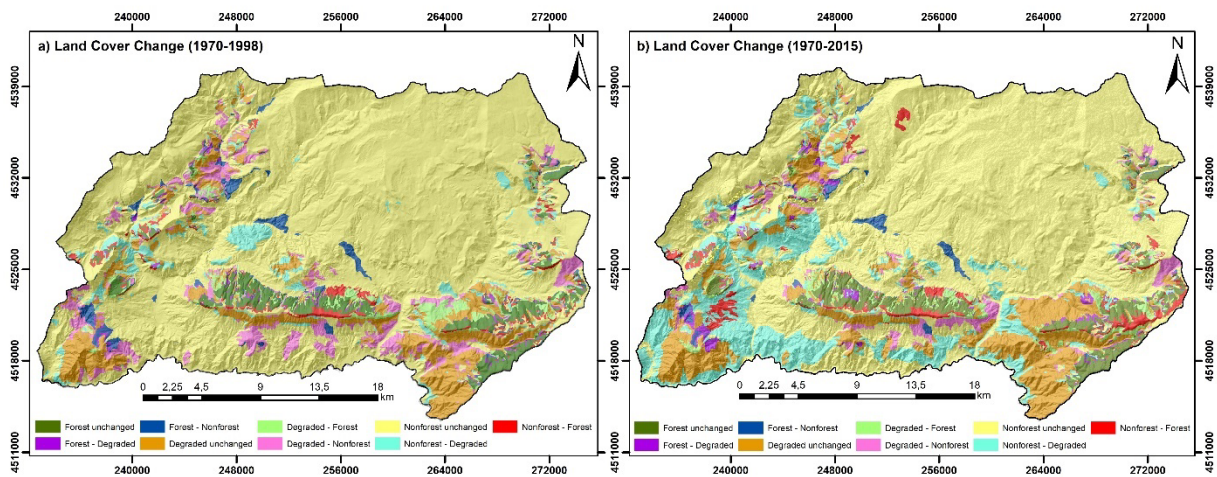 240000 248000 256000 264000 272000
a) Land Cover Change (1970-1998)
N
4539000
4532000
4525000
4518000
4511000
0 2,25 4,5 9 13,5 18
km
Forest unchanged Forest - Nonforest Degraded - Forest Nonforest unchanged Nonforest - Forest
Forest - Degraded Degraded unchanged Degraded - Nonforest Nonforest - Degraded
240000 248000 256000 264000 272000
240000 248000 256000 264000 272000
b) Land Cover Change (1970-2015)
N
4539000
4532000
4525000
4518000
4511000
0 2,25 4,5 9 13,5 18
km
Forest unchanged Forest - Nonforest Degraded - Forest Nonforest unchanged Nonforest - Forest
Forest - Degraded Degraded unchanged Degraded - Nonforest Nonforest - Degraded
240000 248000 256000 264000 272000